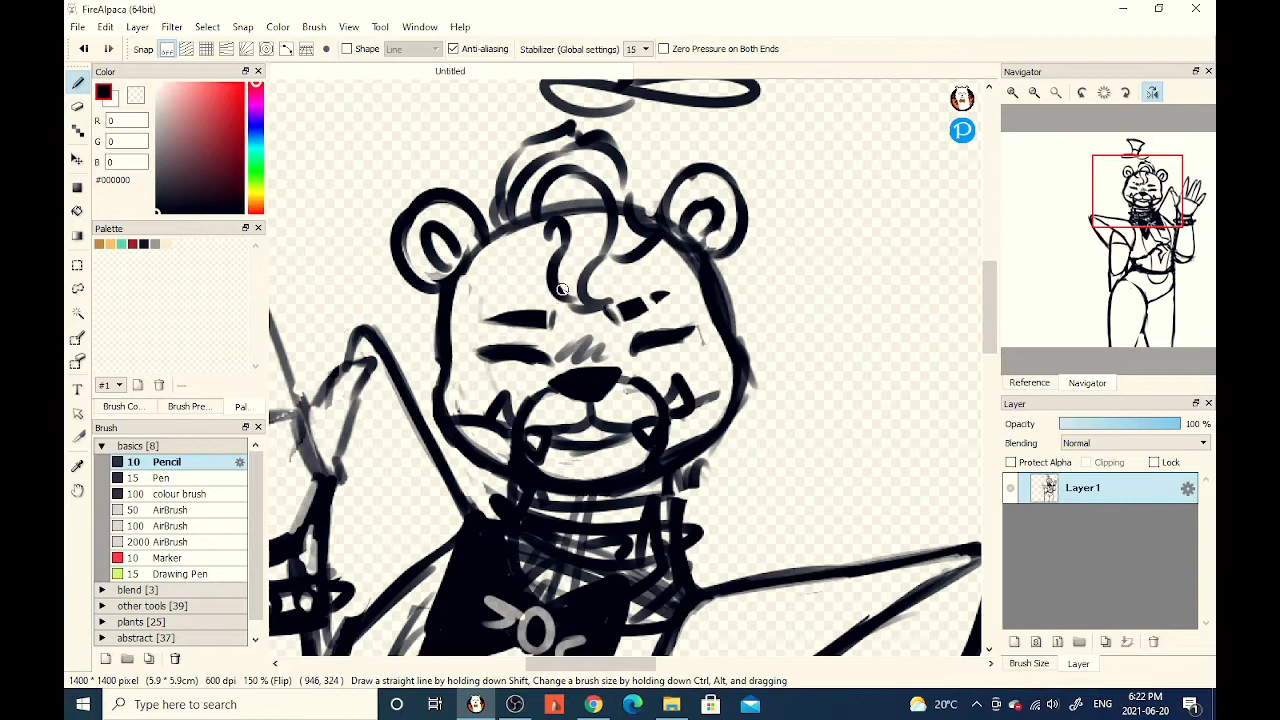 FireAlpaca (64bit)
File Edit Layer Filter Select Snap Color Brush View Tool Window Help
Snap OFF Shape Line Anti-aliasing Stabilizer (Global settings) 15 Zero Pressure on Both Ends
Color
R 0
G 0
B 0
#000000
Palette
#1 ---
Brush Co... Brush Pre... Pal...
Brush
basics [8]
10 Pencil
15 Pen
100 colour brush
50 AirBrush
100 AirBrush
2000 AirBrush
10 Marker
15 Drawing Pen
blend [3]
other tools [39]
plants [25]
abstract [37]
Untitled
Navigator
Reference Navigator
Layer
Opacity 100 %
Blending Normal
Protect Alpha Clipping Lock
Layer1
Brush Size Layer
1400 * 1400 pixel (5.9 * 5.9cm) 600 dpi 150 % (Flip) ( 946, 324 ) Draw a straight line by holding down Shift, Change a brush size by holding down Ctrl, Alt, and dragging
Type here to search
20°C ENG 6:22 PM
2021-06-20